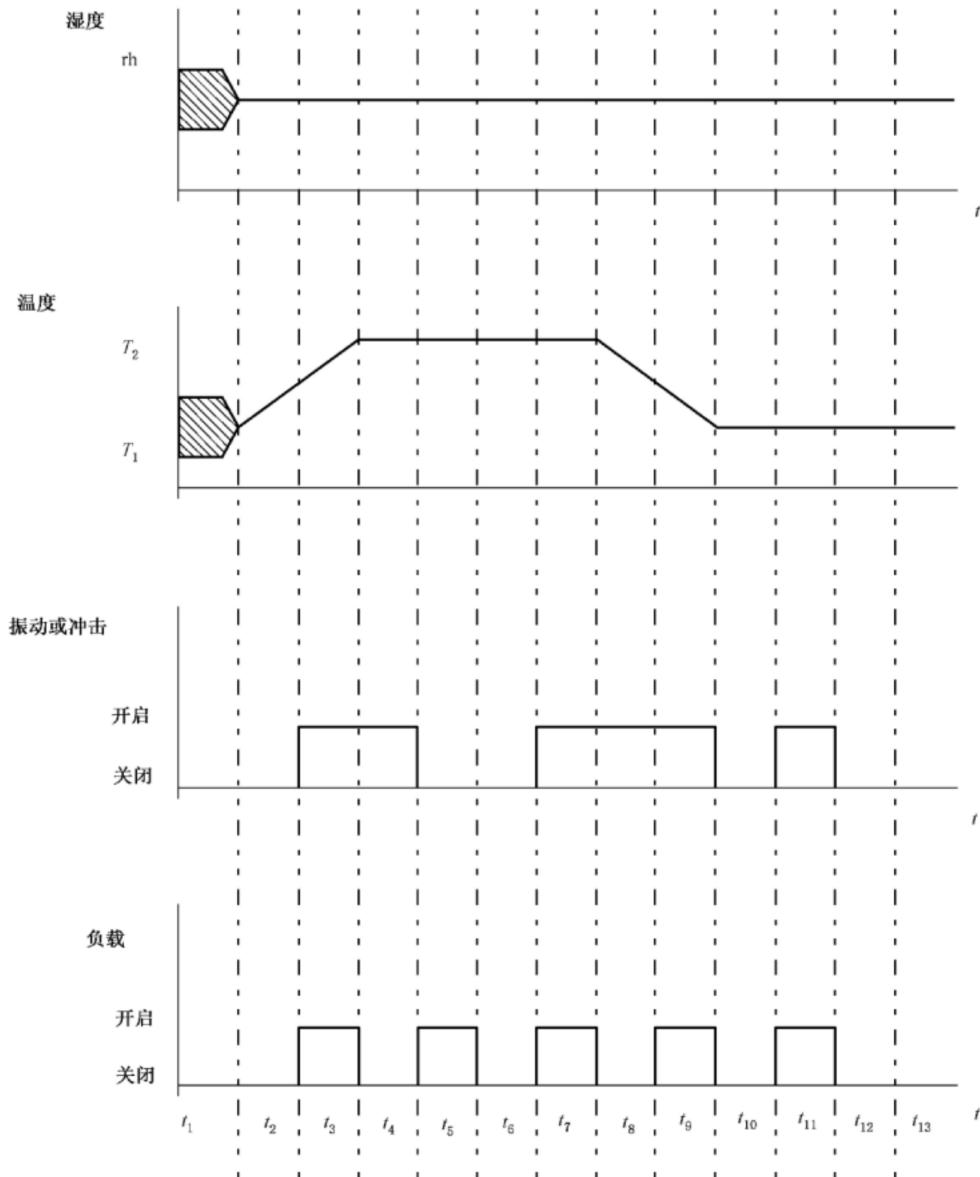 湿度
rh
t
温度
T₂
T₁
振动或冲击
开启
关闭
t
负载
开启
关闭
t
t₁ t₂ t₃ t₄ t₅ t₆ t₇ t₈ t₉ t₁₀ t₁₁ t₁₂ t₁₃